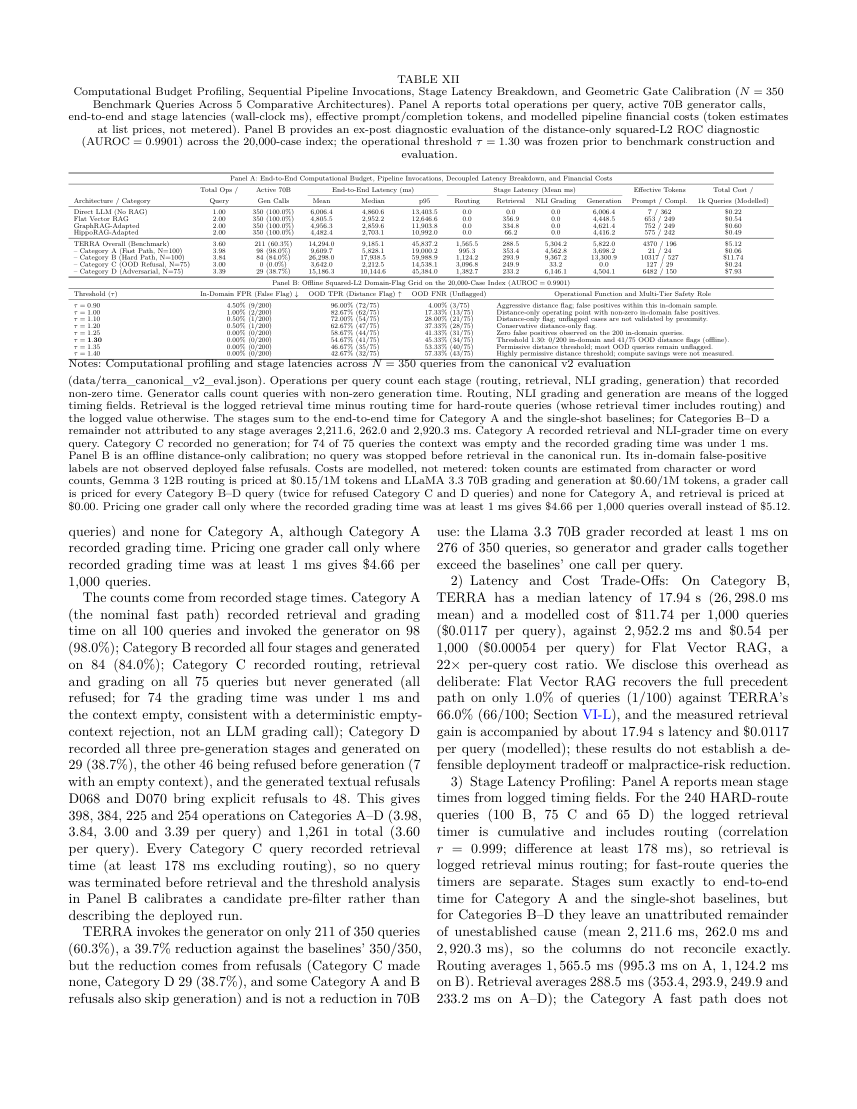 TABLE XII
Computational Budget Profiling, Sequential Pipeline Invocations, Stage Latency Breakdown, and Geometric Gate Calibration (N = 350
Benchmark Queries Across 5 Comparative Architectures). Panel A reports total operations per query, active 70B generator calls,
end-to-end and stage latencies (wall-clock ms), effective prompt/completion tokens, and modelled pipeline financial costs (token estimates
at list prices, not metered). Panel B provides an ex-post diagnostic evaluation of the distance-only squared-L2 ROC diagnostic
(AUROC = 0.9901) across the 20,000-case index; the operational threshold τ = 1.30 was frozen prior to benchmark construction and
evaluation.
Panel A: End-to-End Computational Budget, Pipeline Invocations, Decoupled Latency Breakdown, and Financial Costs
Total Ops / Active 70B End-to-End Latency (ms) Stage Latency (Mean ms) Effective Tokens Total Cost /
Architecture / Category Query Gen Calls Mean Median p95 Routing Retrieval NLI Grading Generation Prompt / Compl. 1k Queries (Modelled)
Direct LLM (No RAG) 1.00 350 (100.0%) 6,006.4 4,860.6 13,403.5 0.0 0.0 0.0 6,006.4 7 / 362 $0.22
Flat Vector RAG 2.00 350 (100.0%) 4,805.5 2,952.2 12,646.6 0.0 356.9 0.0 4,448.5 653 / 249 $0.54
GraphRAG-Adapted 2.00 350 (100.0%) 4,956.3 2,859.6 11,903.8 0.0 334.8 0.0 4,621.4 752 / 249 $0.60
HippoRAG-Adapted 2.00 350 (100.0%) 4,482.4 2,703.1 10,992.0 0.0 66.2 0.0 4,416.2 575 / 242 $0.49
TERRA Overall (Benchmark) 3.60 211 (60.3%) 14,294.0 9,185.1 45,837.2 1,565.5 288.5 5,304.2 5,822.0 4370 / 196 $5.12
– Category A (Fast Path, N=100) 3.98 98 (98.0%) 9,609.7 5,828.1 19,000.2 995.3 353.4 4,562.8 3,698.2 21 / 24 $0.06
– Category B (Hard Path, N=100) 3.84 84 (84.0%) 26,298.0 17,938.5 59,988.9 1,124.2 293.9 9,367.2 13,300.9 10317 / 527 $11.74
– Category C (OOD Refusal, N=75) 3.00 0 (0.0%) 3,642.0 2,212.5 14,538.1 3,096.8 249.9 33.2 0.0 127 / 29 $0.24
– Category D (Adversarial, N=75) 3.39 29 (38.7%) 15,186.3 10,144.6 45,384.0 1,382.7 233.2 6,146.1 4,504.1 6482 / 150 $7.93
Panel B: Offline Squared-L2 Domain-Flag Grid on the 20,000-Case Index (AUROC = 0.9901)
Threshold (τ) In-Domain FPR (False Flag) ↓ OOD TPR (Distance Flag) ↑ OOD FNR (Unflagged) Operational Function and Multi-Tier Safety Role
τ = 0.90 4.50% (9/200) 96.00% (72/75) 4.00% (3/75) Aggressive distance flag; false positives within this in-domain sample.
τ = 1.00 1.00% (2/200) 82.67% (62/75) 17.33% (13/75) Distance-only operating point with non-zero in-domain false positives.
τ = 1.10 0.50% (1/200) 72.00% (54/75) 28.00% (21/75) Distance-only flag; unflagged cases are not validated by proximity.
τ = 1.20 0.50% (1/200) 62.67% (47/75) 37.33% (28/75) Conservative distance-only flag.
τ = 1.25 0.00% (0/200) 58.67% (44/75) 41.33% (31/75) Zero false positives observed on the 200 in-domain queries.
τ = 1.30 0.00% (0/200) 54.67% (41/75) 45.33% (34/75) Threshold 1.30: 0/200 in-domain and 41/75 OOD distance flags (offline).
τ = 1.35 0.00% (0/200) 46.67% (35/75) 53.33% (40/75) Permissive distance threshold; most OOD queries remain unflagged.
τ = 1.40 0.00% (0/200) 42.67% (32/75) 57.33% (43/75) Highly permissive distance threshold; compute savings were not measured.
Notes: Computational profiling and stage latencies across N = 350 queries from the canonical v2 evaluation
(data/terra_canonical_v2_eval.json). Operations per query count each stage (routing, retrieval, NLI grading, generation) that recorded
non-zero time. Generator calls count queries with non-zero generation time. Routing, NLI grading and generation are means of the logged
timing fields. Retrieval is the logged retrieval time minus routing time for hard-route queries (whose retrieval timer includes routing) and
the logged value otherwise. The stages sum to the end-to-end time for Category A and the single-shot baselines; for Categories B–D a
remainder not attributed to any stage averages 2,211.6, 262.0 and 2,920.3 ms. Category A recorded retrieval and NLI-grader time on every
query. Category C recorded no generation; for 74 of 75 queries the context was empty and the recorded grading time was under 1 ms.
Panel B is an offline distance-only calibration; no query was stopped before retrieval in the canonical run. Its in-domain false-positive
labels are not observed deployed false refusals. Costs are modelled, not metered: token counts are estimated from character or word
counts, Gemma 3 12B routing is priced at $0.15/1M tokens and LLaMA 3.3 70B grading and generation at $0.60/1M tokens, a grader call
is priced for every Category B–D query (twice for refused Category C and D queries) and none for Category A, and retrieval is priced at
$0.00. Pricing one grader call only where the recorded grading time was at least 1 ms gives $4.66 per 1,000 queries overall instead of $5.12.
queries) and none for Category A, although Category A
recorded grading time. Pricing one grader call only where
recorded grading time was at least 1 ms gives $4.66 per
1,000 queries.
The counts come from recorded stage times. Category A
(the nominal fast path) recorded retrieval and grading
time on all 100 queries and invoked the generator on 98
(98.0%); Category B recorded all four stages and generated
on 84 (84.0%); Category C recorded routing, retrieval
and grading on all 75 queries but never generated (all
refused; for 74 the grading time was under 1 ms and
the context empty, consistent with a deterministic empty-
context rejection, not an LLM grading call); Category D
recorded all three pre-generation stages and generated on
29 (38.7%), the other 46 being refused before generation (7
with an empty context), and the generated textual refusals
D068 and D070 bring explicit refusals to 48. This gives
398, 384, 225 and 254 operations on Categories A–D (3.98,
3.84, 3.00 and 3.39 per query) and 1,261 in total (3.60
per query). Every Category C query recorded retrieval
time (at least 178 ms excluding routing), so no query
was terminated before retrieval and the threshold analysis
in Panel B calibrates a candidate pre-filter rather than
describing the deployed run.
TERRA invokes the generator on only 211 of 350 queries
(60.3%), a 39.7% reduction against the baselines' 350/350,
but the reduction comes from refusals (Category C made
none, Category D 29 (38.7%), and some Category A and B
refusals also skip generation) and is not a reduction in 70B
use: the Llama 3.3 70B grader recorded at least 1 ms on
276 of 350 queries, so generator and grader calls together
exceed the baselines' one call per query.
2) Latency and Cost Trade-Offs: On Category B,
TERRA has a median latency of 17.94 s (26,298.0 ms
mean) and a modelled cost of $11.74 per 1,000 queries
($0.0117 per query), against 2,952.2 ms and $0.54 per
1,000 ($0.00054 per query) for Flat Vector RAG, a
22× per-query cost ratio. We disclose this overhead as
deliberate: Flat Vector RAG recovers the full precedent
path on only 1.0% of queries (1/100) against TERRA's
66.0% (66/100; Section VI-L), and the measured retrieval
gain is accompanied by about 17.94 s latency and $0.0117
per query (modelled); these results do not establish a de-
fensible deployment tradeoff or malpractice-risk reduction.
3) Stage Latency Profiling: Panel A reports mean stage
times from logged timing fields. For the 240 HARD-route
queries (100 B, 75 C and 65 D) the logged retrieval
timer is cumulative and includes routing (correlation
r = 0.999; difference at least 178 ms), so retrieval is
logged retrieval minus routing; for fast-route queries the
timers are separate. Stages sum exactly to end-to-end
time for Category A and the single-shot baselines, but
for Categories B–D they leave an unattributed remainder
of unestablished cause (mean 2,211.6 ms, 262.0 ms and
2,920.3 ms), so the columns do not reconcile exactly.
Routing averages 1,565.5 ms (995.3 ms on A, 1,124.2 ms
on B). Retrieval averages 288.5 ms (353.4, 293.9, 249.9 and
233.2 ms on A–D); the Category A fast path does not